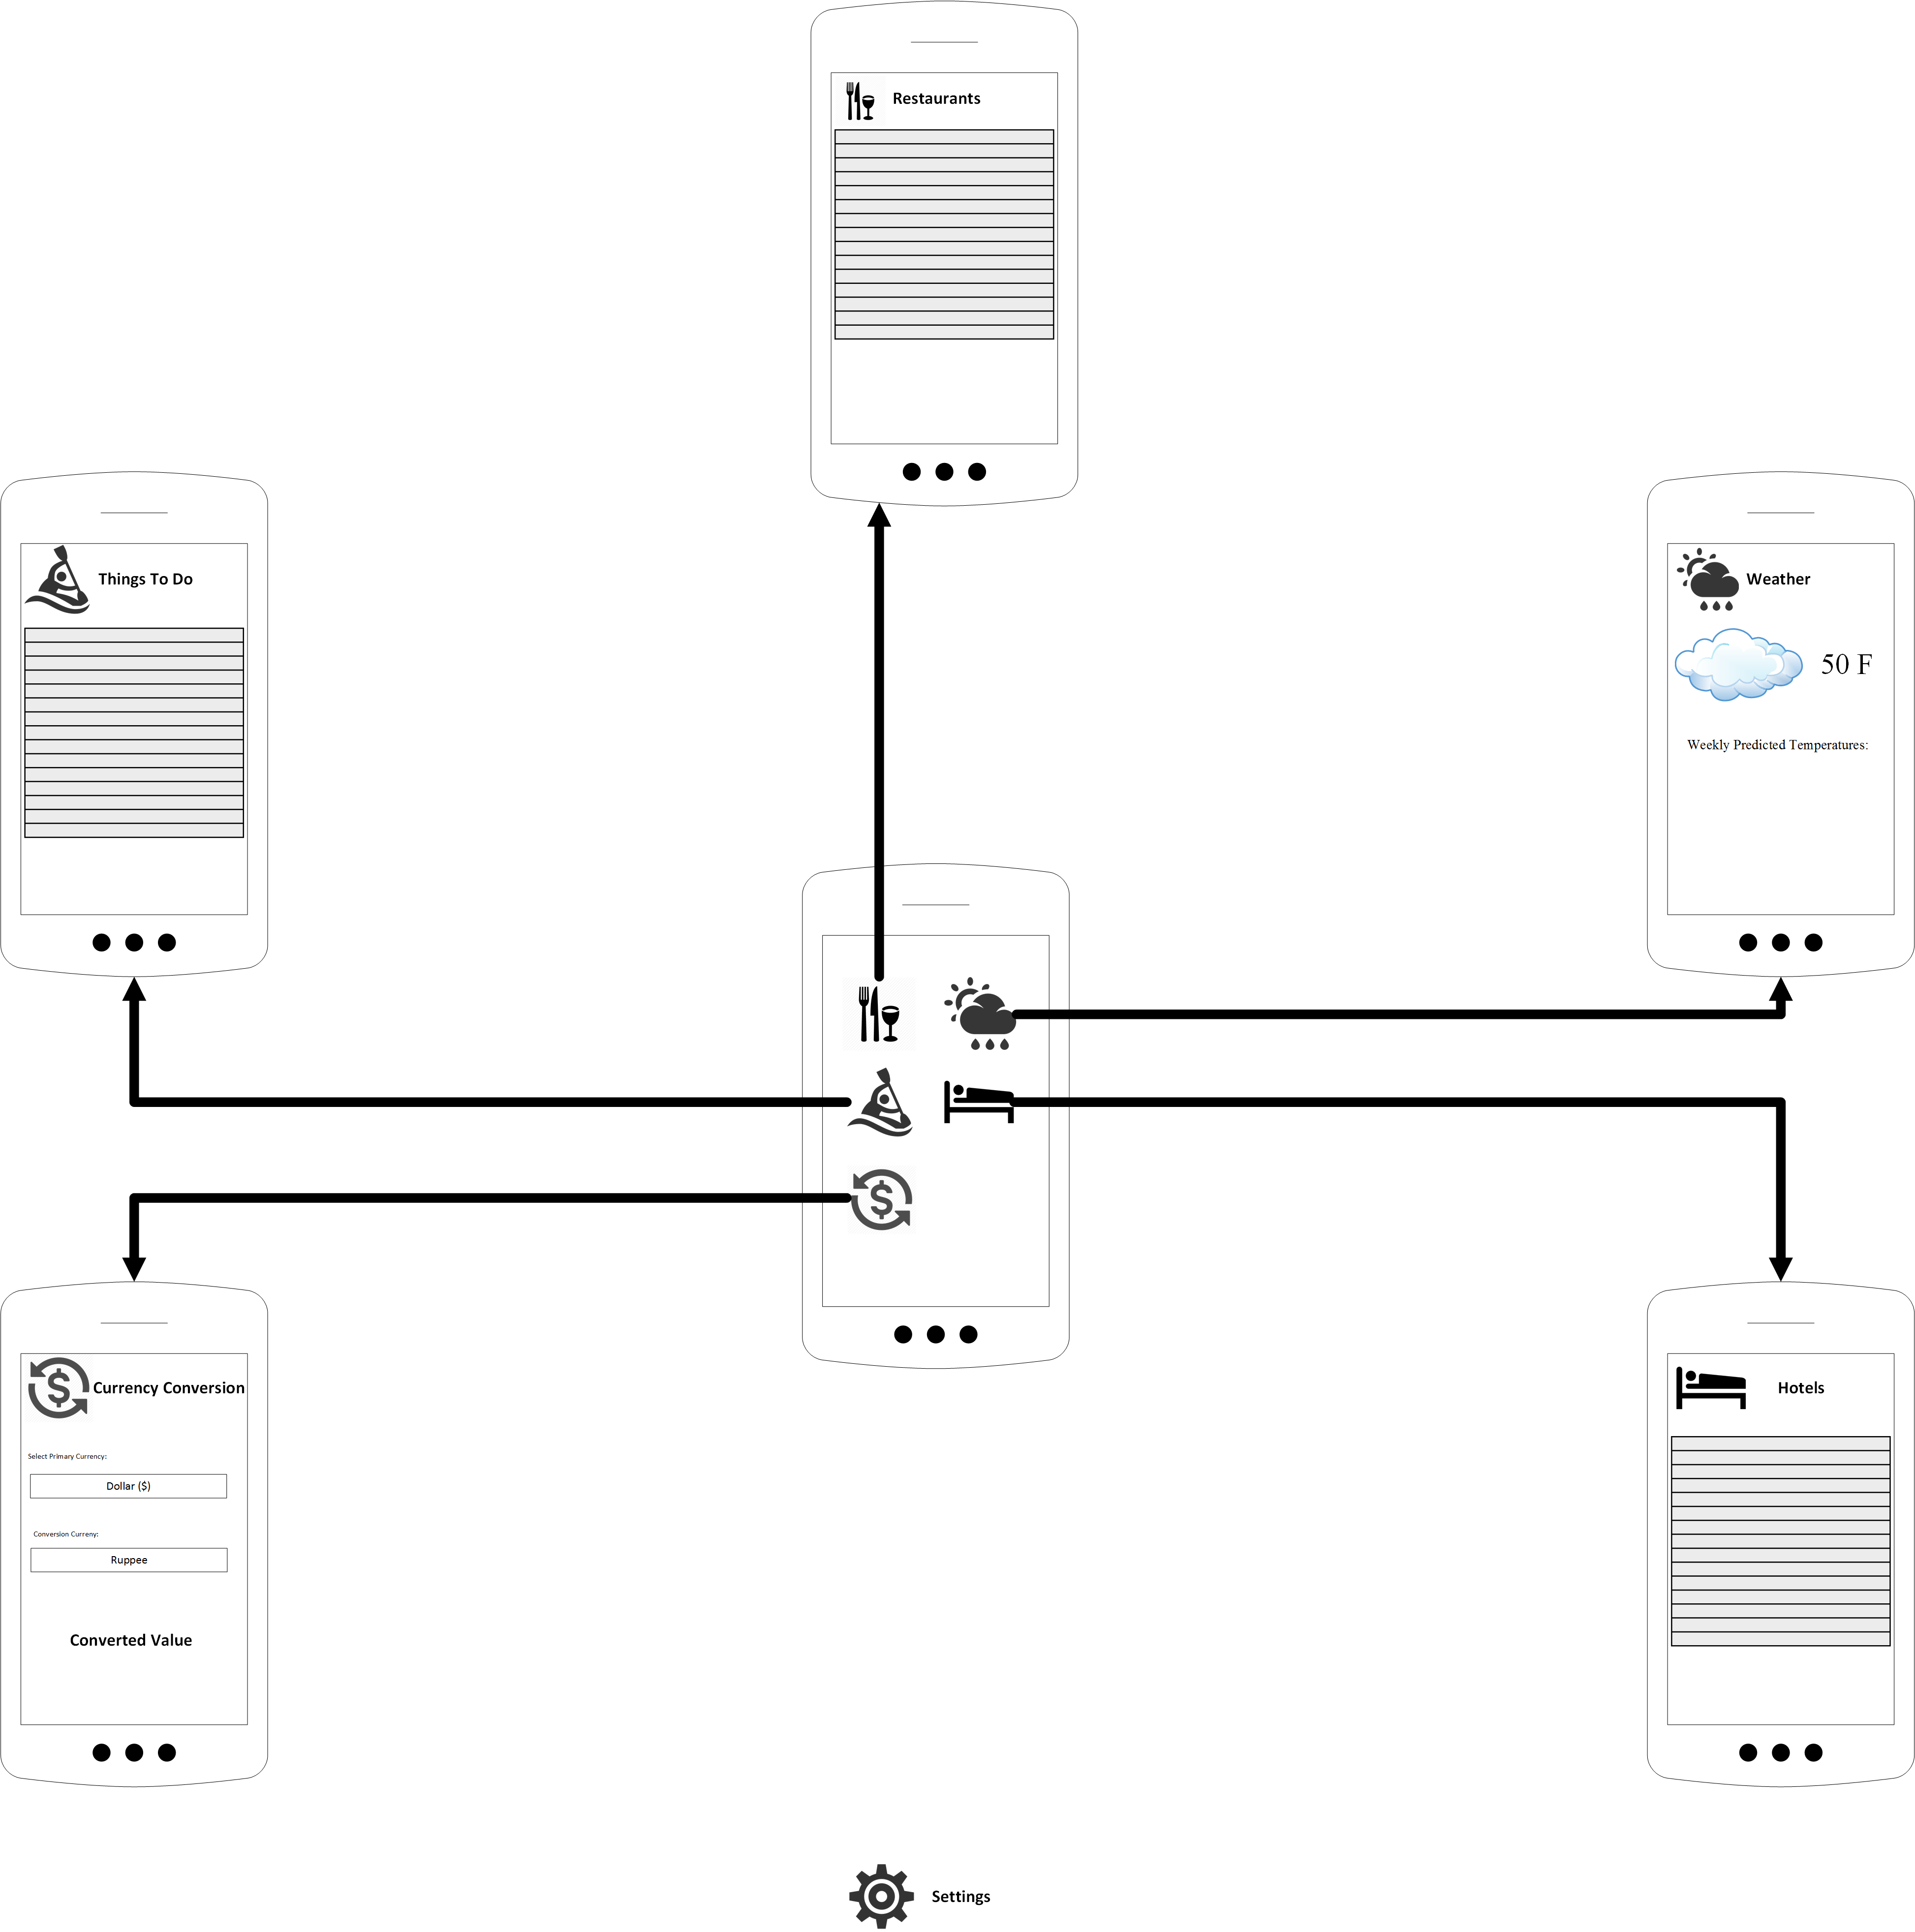 Restaurants
Things To Do
Weather
50 F
Weekly Predicted Temperatures:
Currency Conversion
Select Primary Currency:
Dollar ($)
Conversion Curreny:
Ruppee
Converted Value
Hotels
Settings